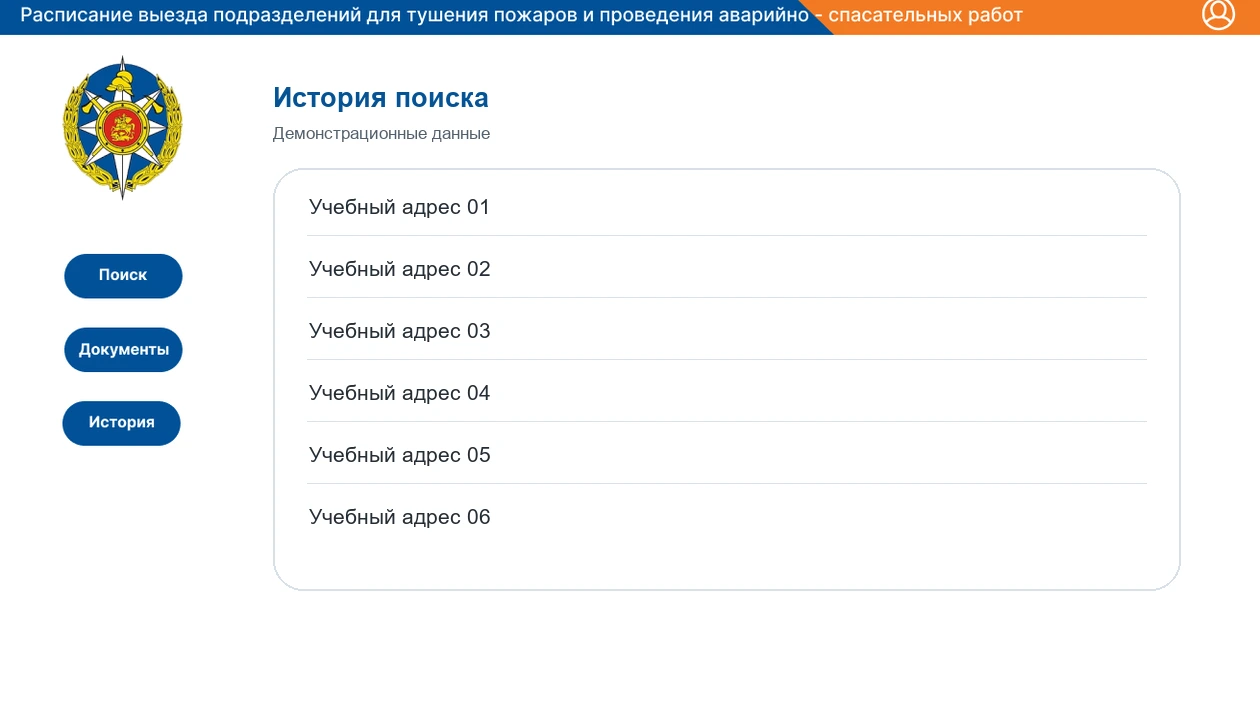 Расписание выезда подразделений для тушения пожаров и проведения аварийно - спасательных работ
История поиска
Демонстрационные данные
Поиск
Документы
История
Учебный адрес 01
Учебный адрес 02
Учебный адрес 03
Учебный адрес 04
Учебный адрес 05
Учебный адрес 06